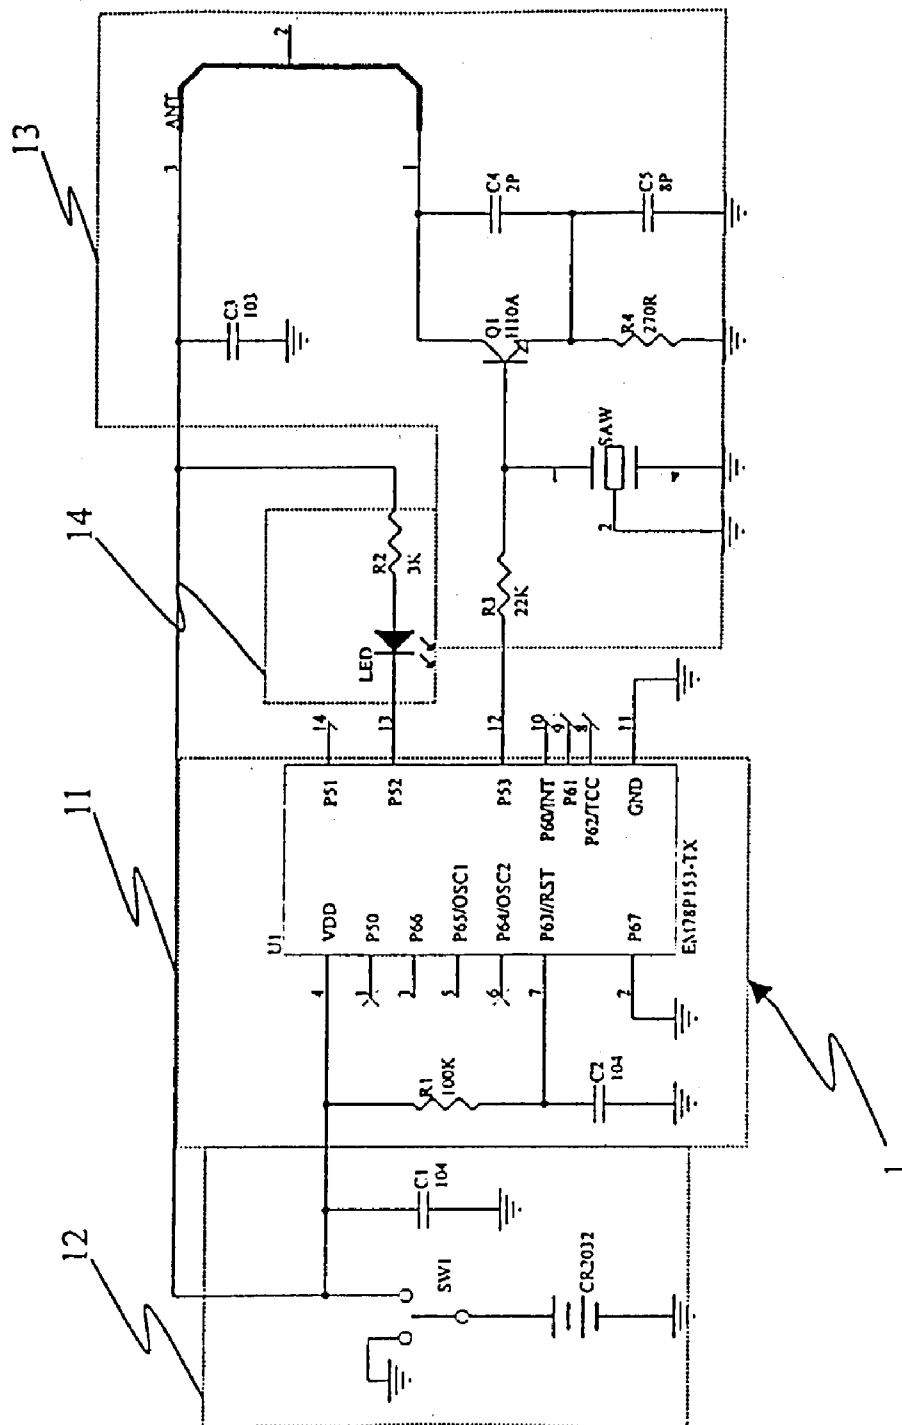 12
11
14
13
1
SW1
CR2032
C1
104
R1
100K
C2
104
U1
VDD
P50
P66
P65/OSC1
P64/OSC2
P63//RST
P67
P51
P52
P53
P60/INT
P61
P62/TCC
GND
EM78P153-TX
4
1
3
5
6
7
2
14
13
12
10
9
8
11
LED
R2
3K
R3
22K
SAW
2
C3
103
Q1
H10A
R4
270R
C4
2P
C5
8P
ANT
3
2
1